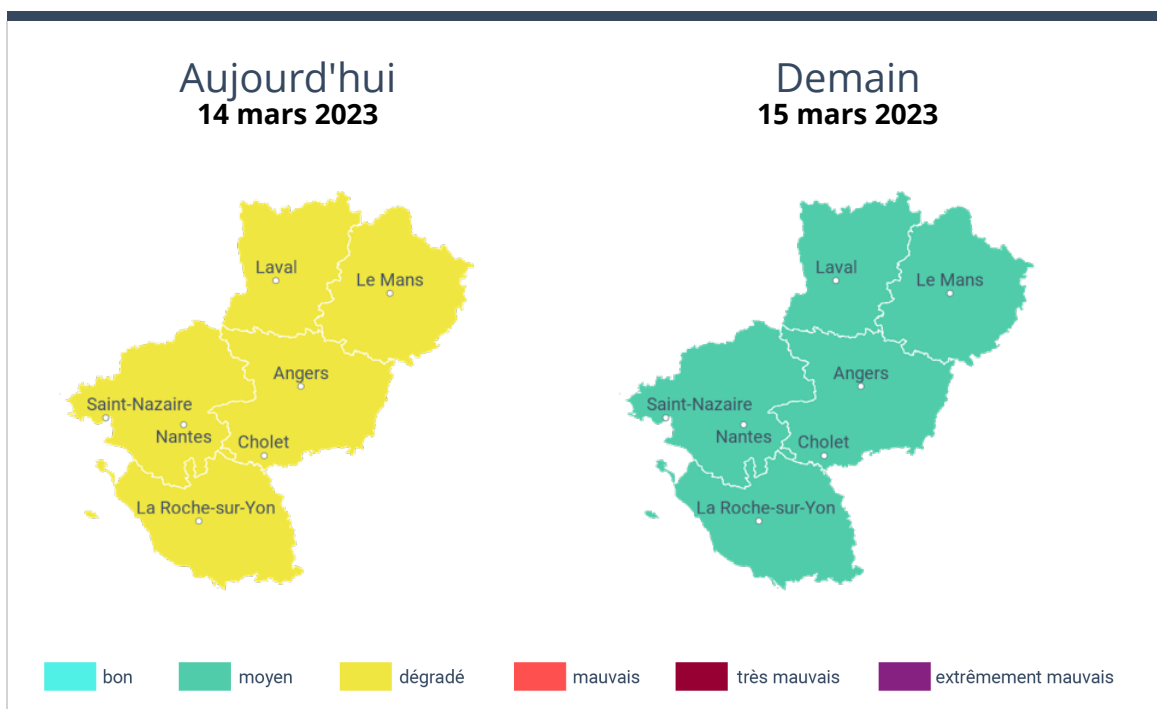 Aujourd'hui
14 mars 2023
Laval
Le Mans
Angers
Saint-Nazaire
Nantes
Cholet
La Roche-sur-Yon
Demain
15 mars 2023
Laval
Le Mans
Angers
Saint-Nazaire
Nantes
Cholet
La Roche-sur-Yon
bon
moyen
dégradé
mauvais
très mauvais
extrêmement mauvais